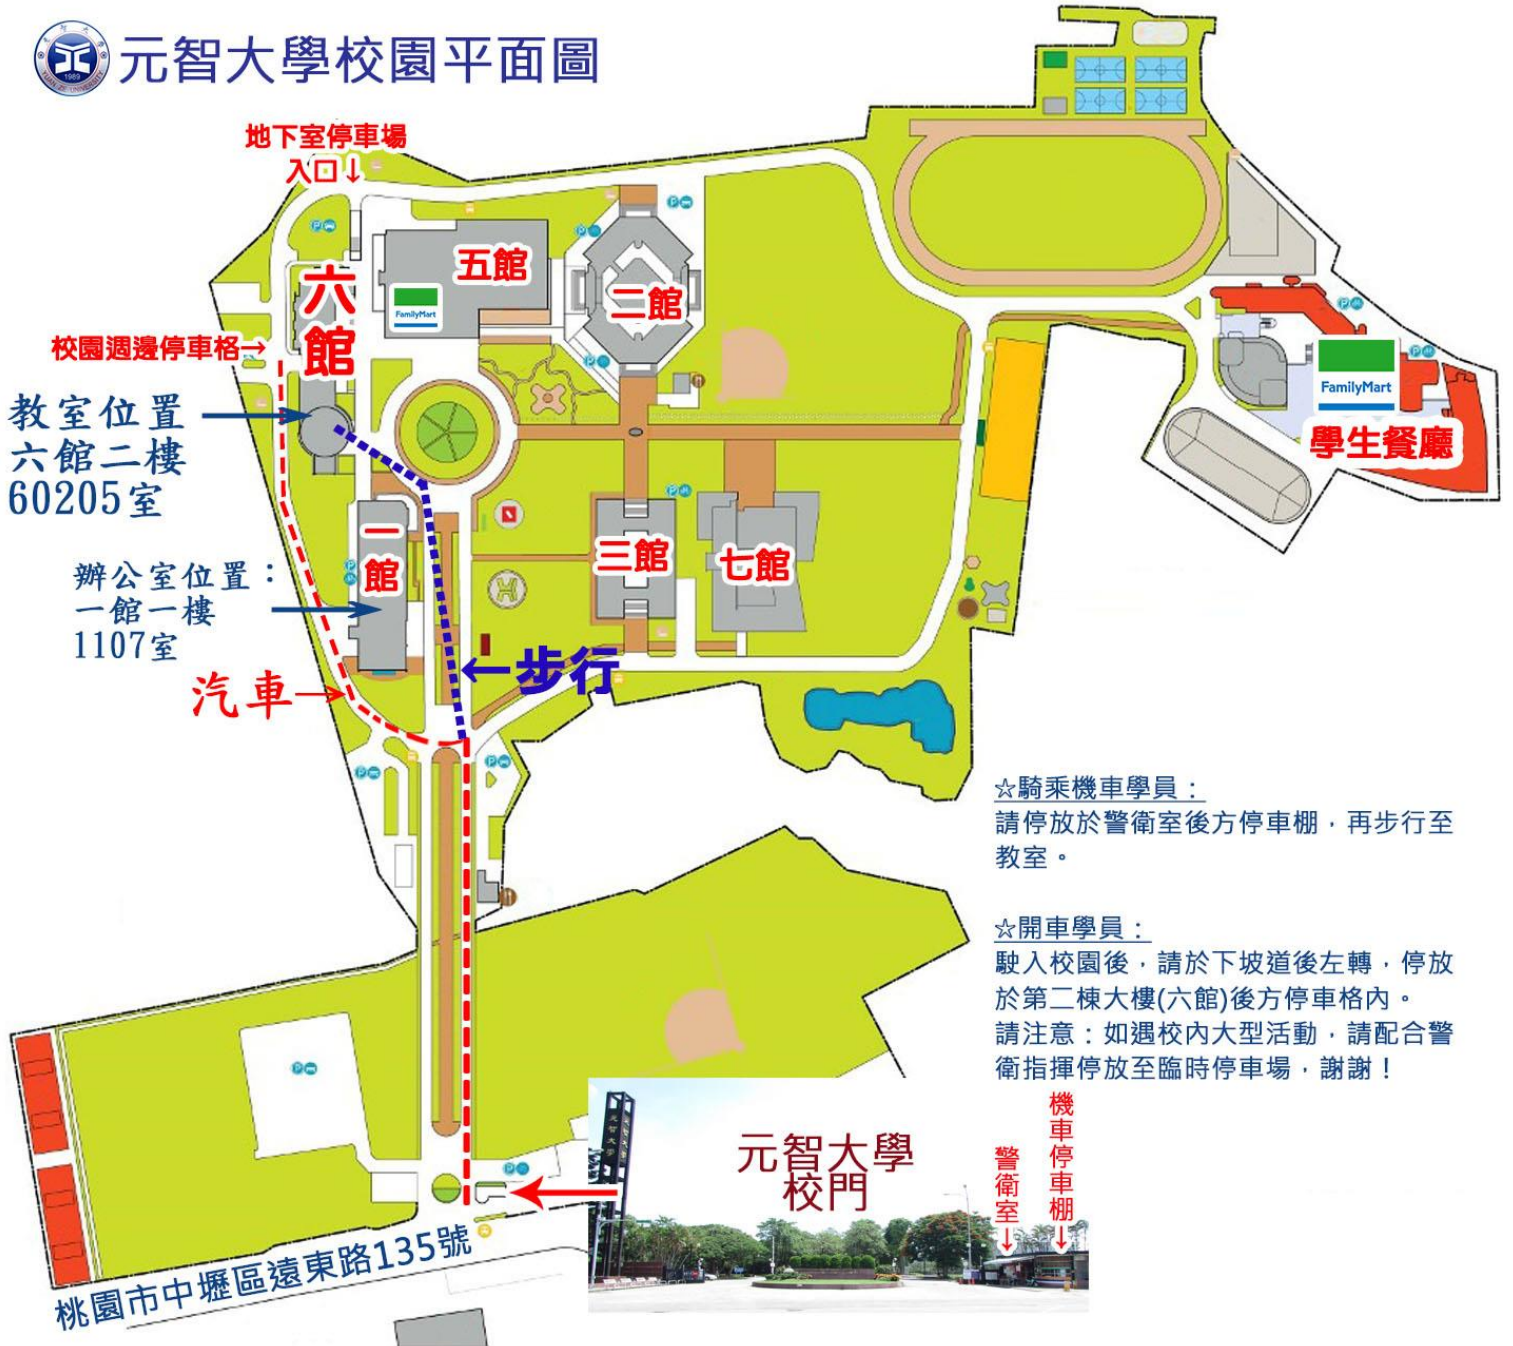 元智大學校園平面圖
元智大學
YUAN ZE UNIVERSITY
1989
地下室停車場
入口↓
五館
二館
六館
FamilyMart
校園週邊停車格→
FamilyMart
學生餐廳
教室位置
六館二樓
60205室
一館
三館
七館
辦公室位置：
一館一樓
1107室
←步行
汽車→
☆騎乘機車學員：
請停放於警衛室後方停車棚，再步行至
教室。
☆開車學員：
駛入校園後，請於下坡道後左轉，停放
於第二棟大樓(六館)後方停車格內。
請注意：如遇校內大型活動，請配合警
衛指揮停放至臨時停車場，謝謝！
元智大學
校門
警衛室↓
機車停車棚↓
桃園市中壢區遠東路135號